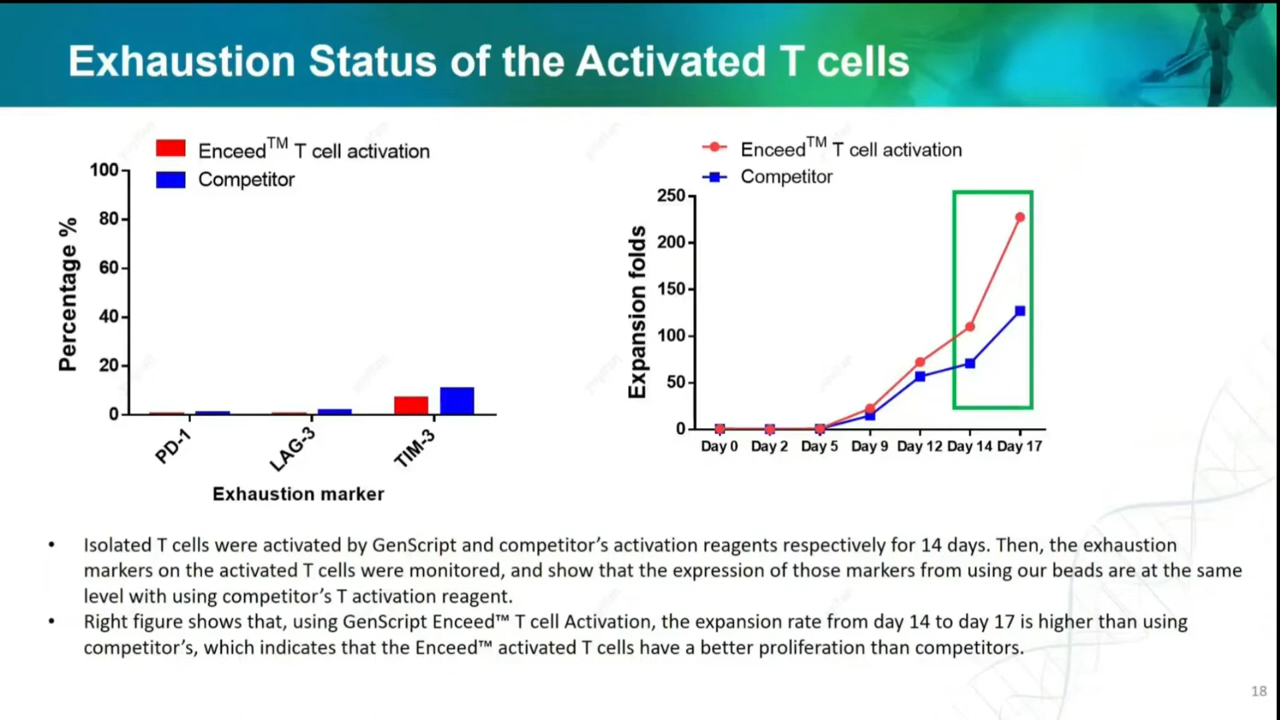 Exhaustion Status of the Activated T cells
Enceed™ T cell activation
Competitor
100
80
60
40
20
0
Percentage %
PD-1
LAG-3
TIM-3
Exhaustion marker
Enceed™ T cell activation
Competitor
250
200
150
100
50
0
Expansion folds
Day 0 Day 2 Day 5 Day 9 Day 12 Day 14 Day 17
• Isolated T cells were activated by GenScript and competitor’s activation reagents respectively for 14 days. Then, the exhaustion
markers on the activated T cells were monitored, and show that the expression of those markers from using our beads are at the same
level with using competitor’s T activation reagent.
• Right figure shows that, using GenScript Enceed™ T cell Activation, the expansion rate from day 14 to day 17 is higher than using
competitor’s, which indicates that the Enceed™ activated T cells have a better proliferation than competitors.
18